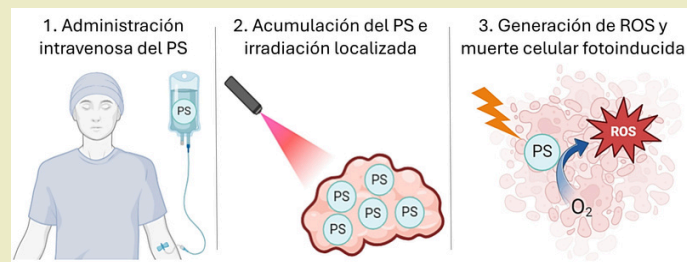 1. Administración
intravenosa del PS
PS
2. Acumulación del PS e
irradiación localizada
PS
PS
PS
PS
PS
3. Generación de ROS y
muerte celular fotoinducida
ROS
PS
O₂